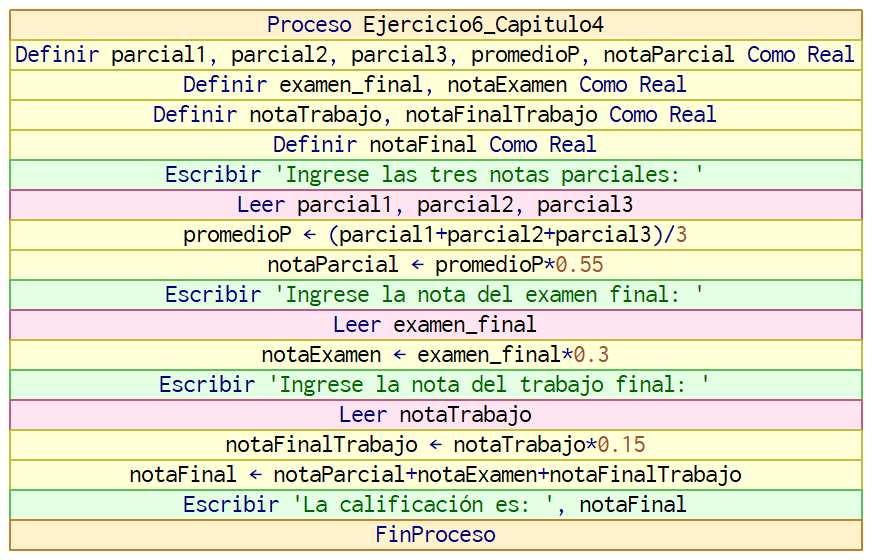 Proceso Ejercicio6_Capitulo4
Definir parcial1, parcial2, parcial3, promedioP, notaParcial Como Real
Definir examen_final, notaExamen Como Real
Definir notaTrabajo, notaFinalTrabajo Como Real
Definir notaFinal Como Real
Escribir 'Ingrese las tres notas parciales: '
Leer parcial1, parcial2, parcial3
promedioP ← (parcial1+parcial2+parcial3)/3
notaParcial ← promedioP*0.55
Escribir 'Ingrese la nota del examen final: '
Leer examen_final
notaExamen ← examen_final*0.3
Escribir 'Ingrese la nota del trabajo final: '
Leer notaTrabajo
notaFinalTrabajo ← notaTrabajo*0.15
notaFinal ← notaParcial+notaExamen+notaFinalTrabajo
Escribir 'La calificación es: ', notaFinal
FinProceso